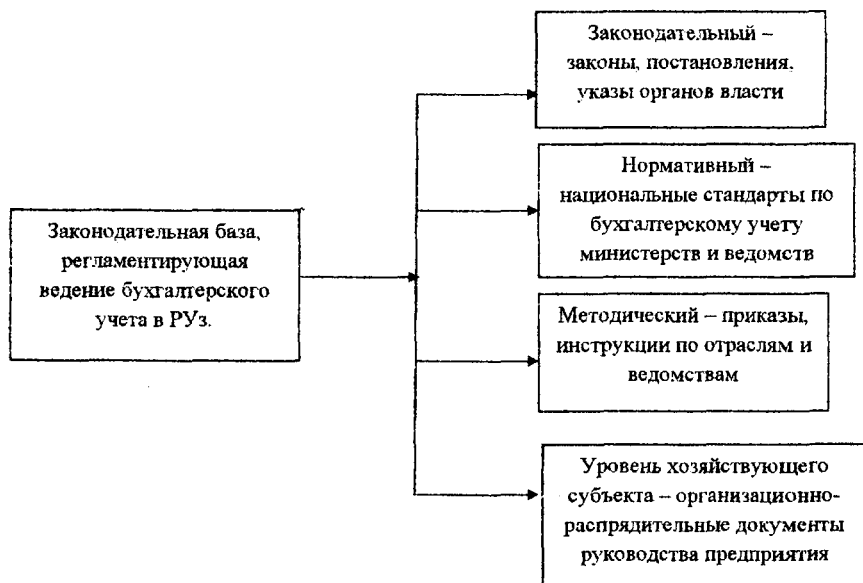 Законодательная база,
регламентирующая
ведение бухгалтерского
учета в РУз.
Законодательный –
законы, постановления,
указы органов власти
Нормативный –
национальные стандарты по
бухгалтерскому учету
министерств и ведомств
Методический – приказы,
инструкции по отраслям и
ведомствам
Уровень хозяйствующего
субъекта – организационно-
распрядительные документы
руководства предприятия